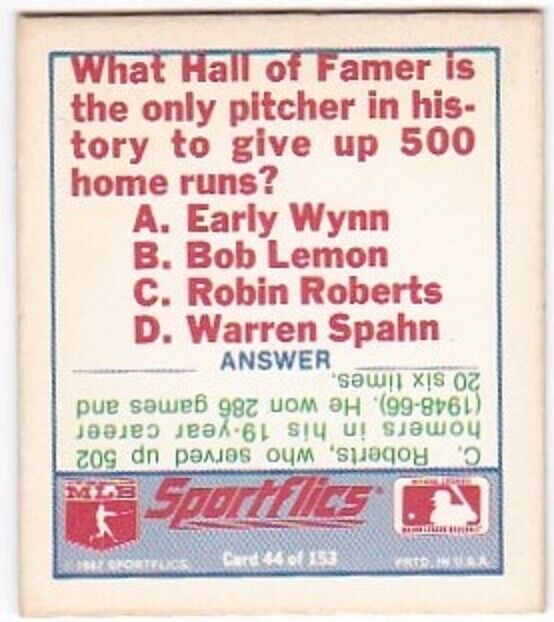 What Hall of Famer is
the only pitcher in his-
tory to give up 500
home runs?
A. Early Wynn
B. Bob Lemon
C. Robin Roberts
D. Warren Spahn
ANSWER
C. Roberts, who served up 502
homers in his 19-year career
(1948-66). He won 286 games and
20 six times.
MLB
Sportflics
MAJOR LEAGUE BASEBALL
© 1987 SPORTFLICS
Card 44 of 153
PRTD. IN U.S.A.